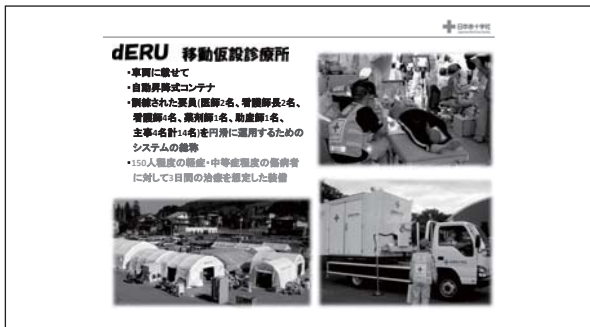 日本赤十字社
dERU 移動仮設診療所
・車両に載せて
・自動昇降式コンテナ
・訓練された要員(医師2名、看護師長2名、
看護師4名、薬剤師1名、助産師1名、
主事4名計14名)を円滑に運用するための
システムの総称
・150人程度の軽症・中等症程度の傷病者
に対して3日間の治療を想定した装備